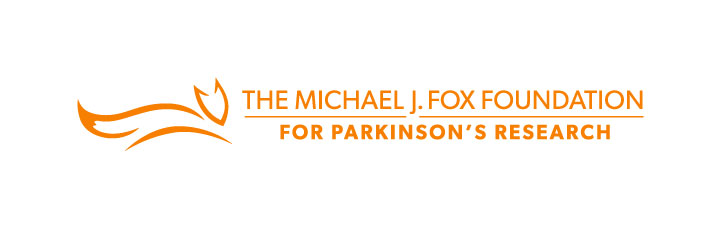 THE MICHAEL J. FOX FOUNDATION
FOR PARKINSON'S RESEARCH